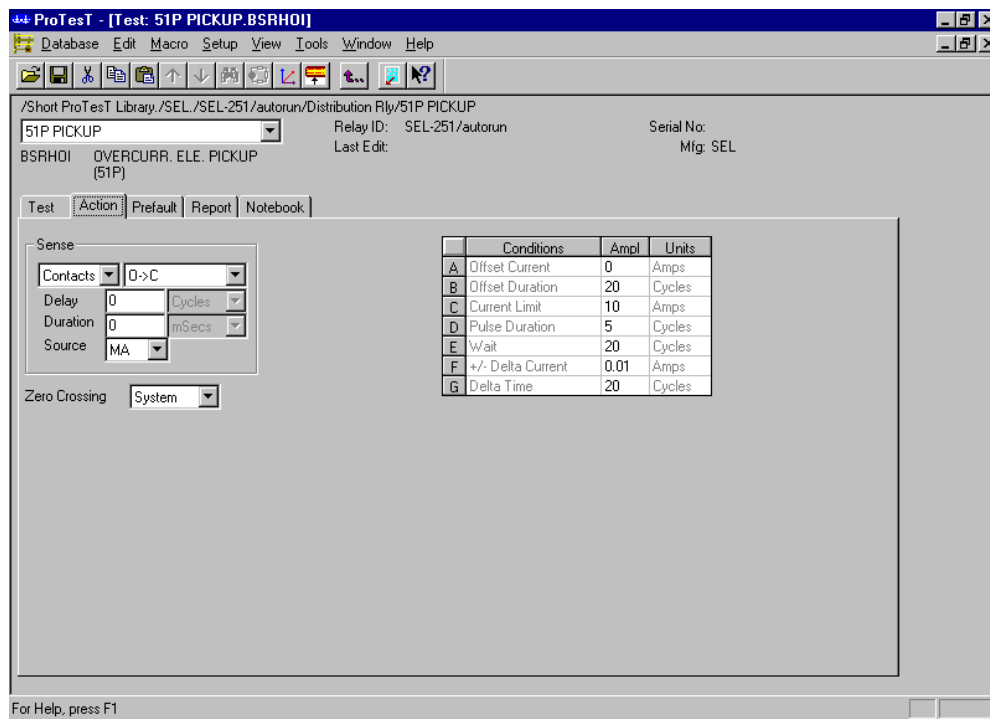 ProTesT - [Test: 51P PICKUP.BSRHOI]
Database Edit Macro Setup View Tools Window Help
/Short ProTesT Library./SEL./SEL-251/autorun/Distribution Rly/51P PICKUP
51P PICKUP Relay ID: SEL-251/autorun Serial No:
Last Edit: Mfg: SEL
BSRHOI OVERCURR. ELE. PICKUP
(51P)
Test Action Prefault Report Notebook
Sense
Contacts O->C
Delay 0 Cycles
Duration 0 mSecs
Source MA
Zero Crossing System
Conditions Ampl Units
A Offset Current 0 Amps
B Offset Duration 20 Cycles
C Current Limit 10 Amps
D Pulse Duration 5 Cycles
E Wait 20 Cycles
F +/- Delta Current 0.01 Amps
G Delta Time 20 Cycles
For Help, press F1